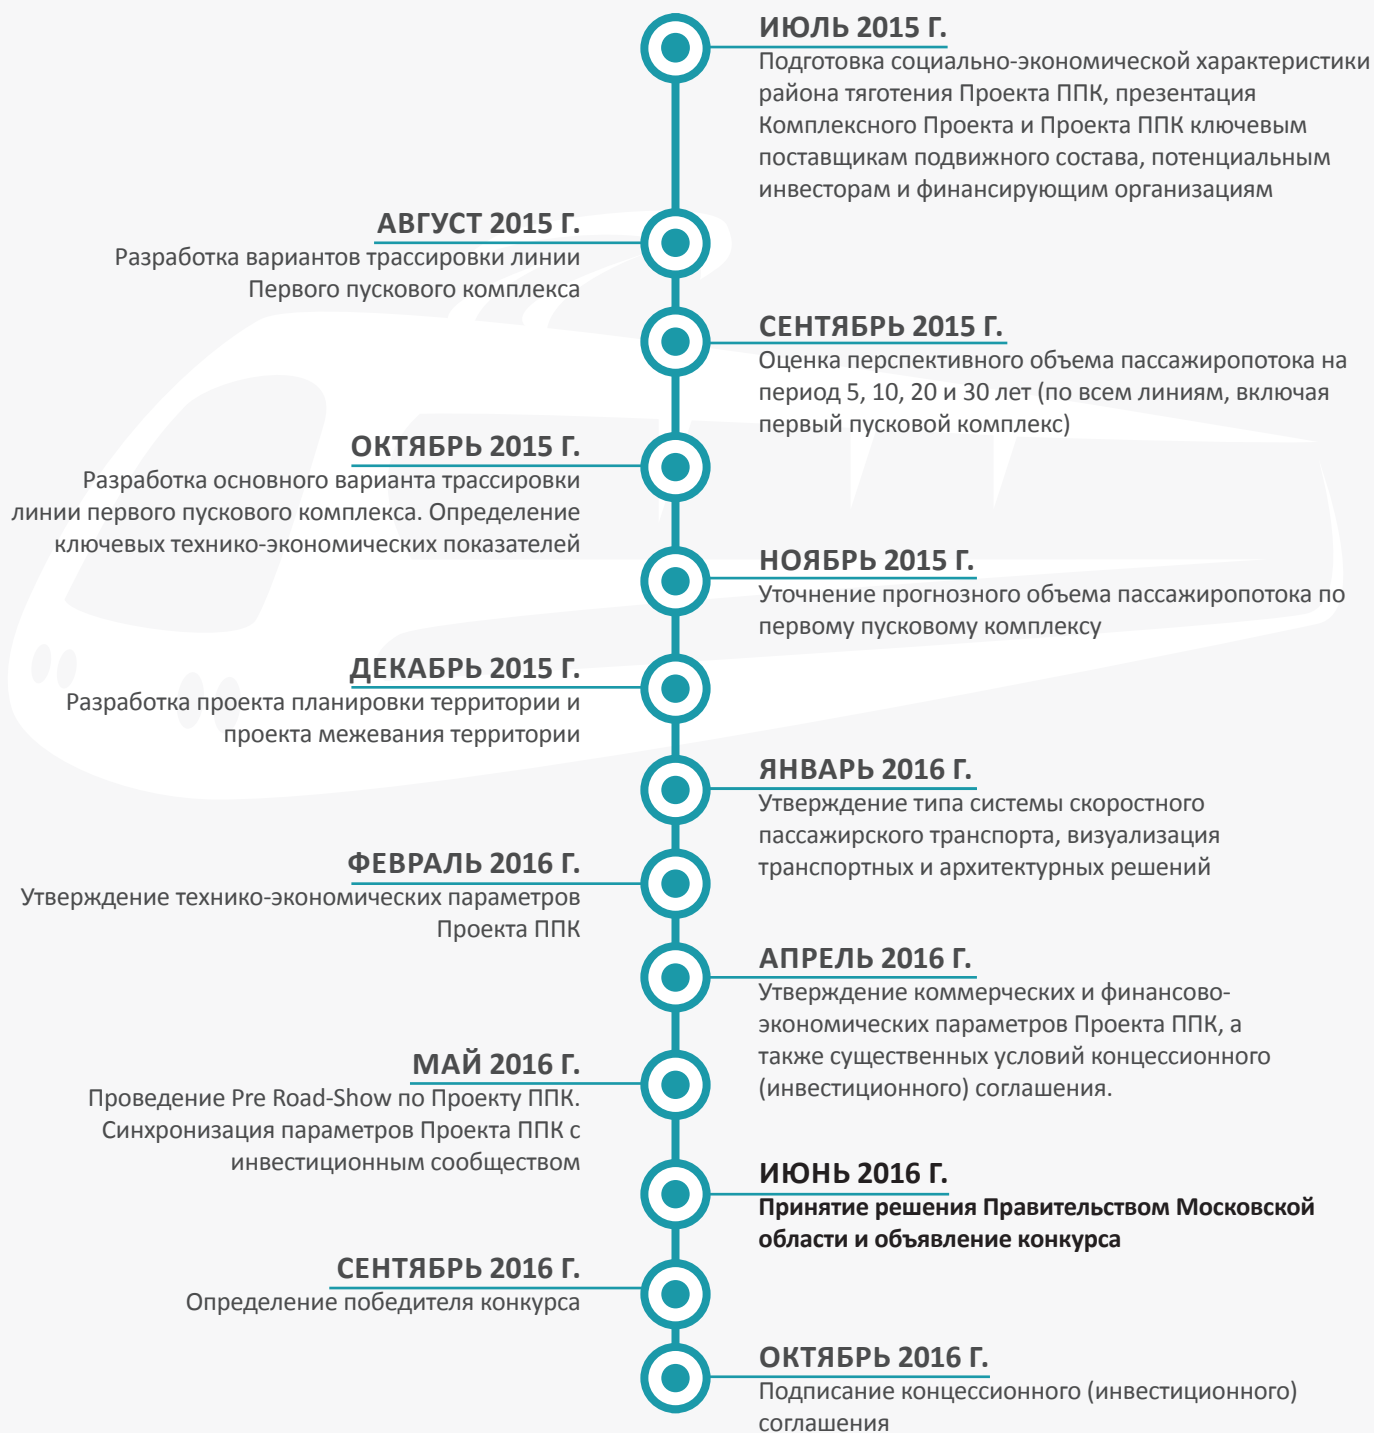 ИЮЛЬ 2015 Г.
Подготовка социально-экономической характеристики
района тяготения Проекта ППК, презентация
Комплексного Проекта и Проекта ППК ключевым
поставщикам подвижного состава, потенциальным
инвесторам и финансирующим организациям
АВГУСТ 2015 Г.
Разработка вариантов трассировки линии
Первого пускового комплекса
СЕНТЯБРЬ 2015 Г.
Оценка перспективного объема пассажиропотока на
период 5, 10, 20 и 30 лет (по всем линиям, включая
первый пусковой комплекс)
ОКТЯБРЬ 2015 Г.
Разработка основного варианта трассировки
линии первого пускового комплекса. Определение
ключевых технико-экономических показателей
НОЯБРЬ 2015 Г.
Уточнение прогнозного объема пассажиропотока по
первому пусковому комплексу
ДЕКАБРЬ 2015 Г.
Разработка проекта планировки территории и
проекта межевания территории
ЯНВАРЬ 2016 Г.
Утверждение типа системы скоростного
пассажирского транспорта, визуализация
транспортных и архитектурных решений
ФЕВРАЛЬ 2016 Г.
Утверждение технико-экономических параметров
Проекта ППК
АПРЕЛЬ 2016 Г.
Утверждение коммерческих и финансово-
экономических параметров Проекта ППК, а
также существенных условий концессионного
(инвестиционного) соглашения.
МАЙ 2016 Г.
Проведение Pre Road-Show по Проекту ППК.
Синхронизация параметров Проекта ППК с
инвестиционным сообществом
ИЮНЬ 2016 Г.
Принятие решения Правительством Московской
области и объявление конкурса
СЕНТЯБРЬ 2016 Г.
Определение победителя конкурса
ОКТЯБРЬ 2016 Г.
Подписание концессионного (инвестиционного)
соглашения